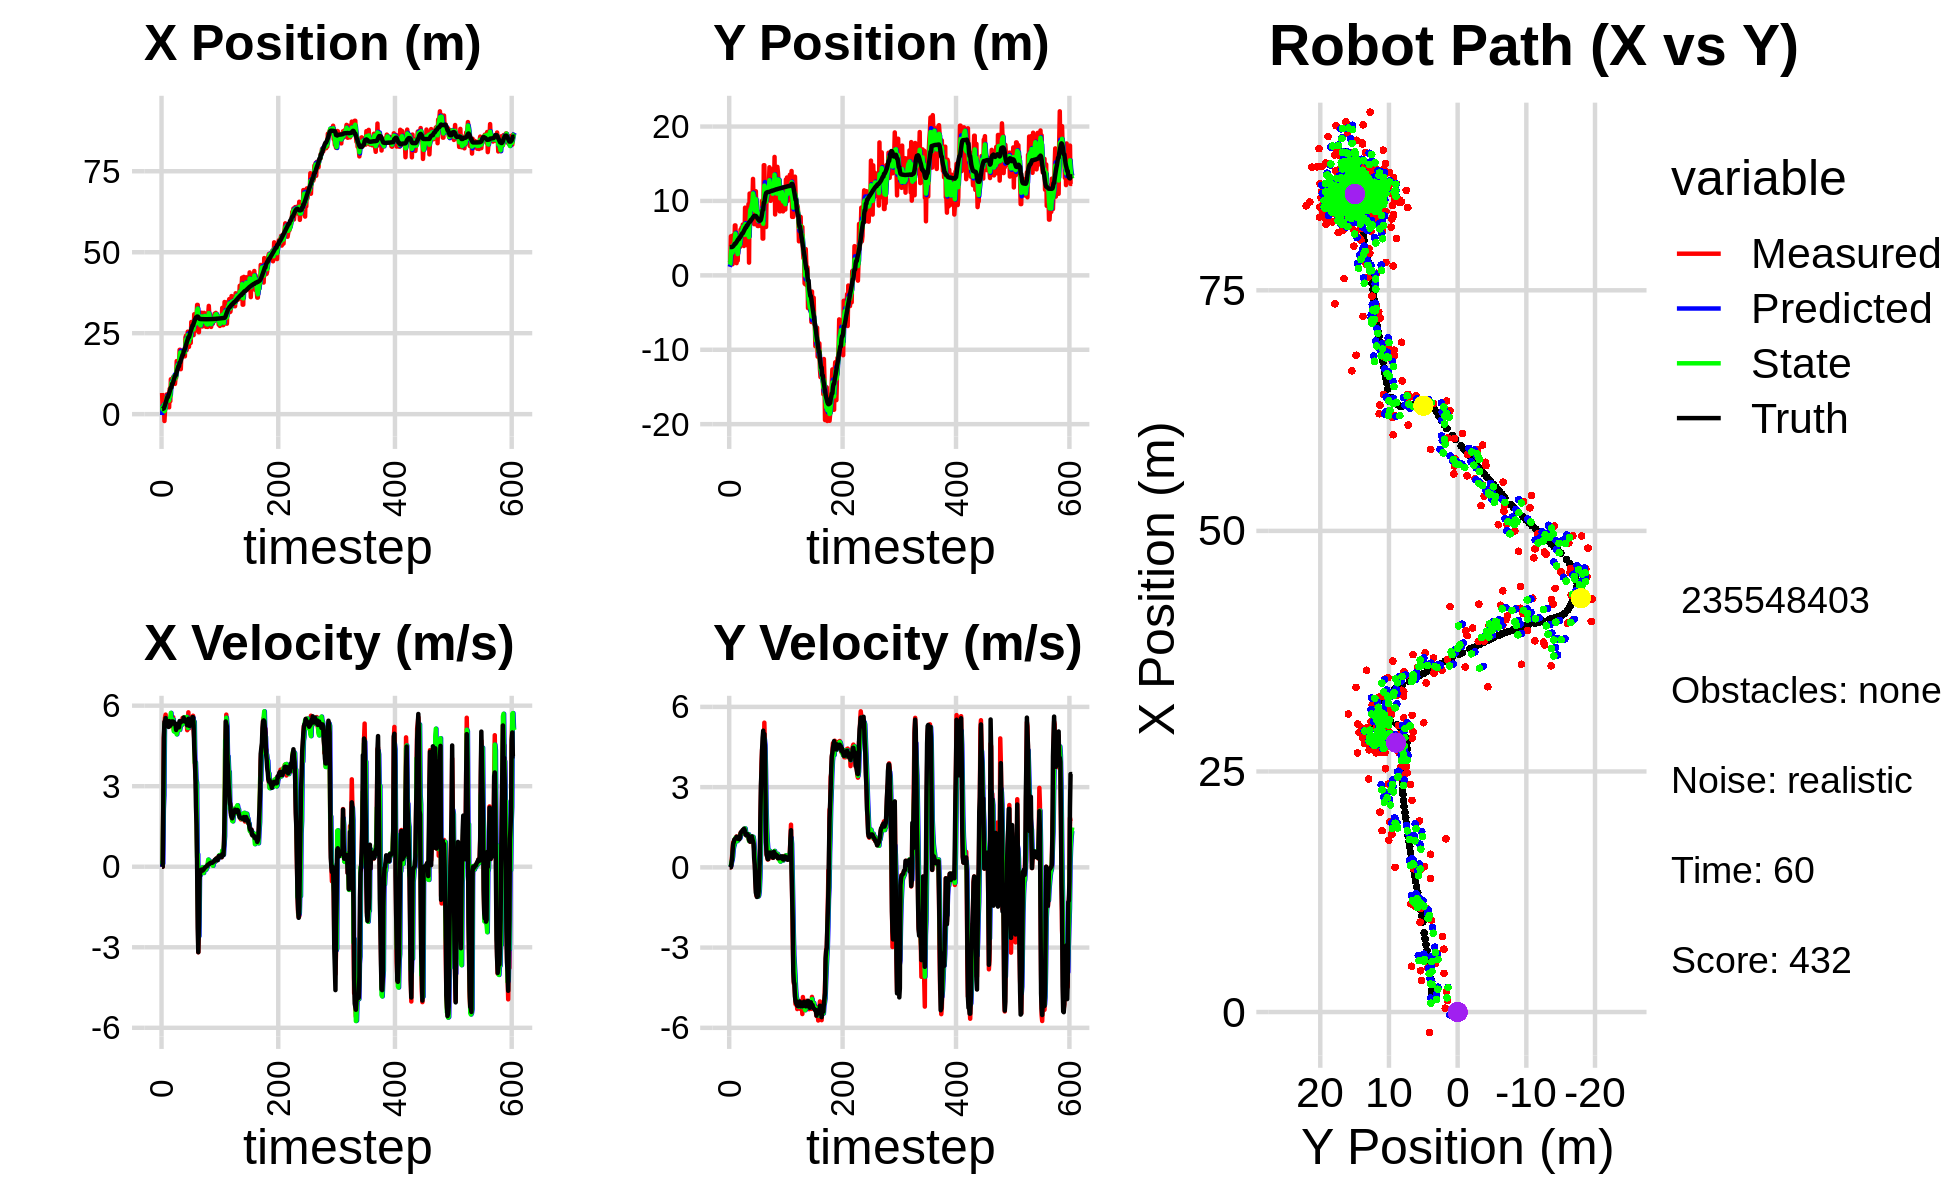 X Position (m)
75
50
25
0
0
200
400
600
timestep
Y Position (m)
20
10
0
-10
-20
0
200
400
600
timestep
X Velocity (m/s)
6
3
0
-3
-6
0
200
400
600
timestep
Y Velocity (m/s)
6
3
0
-3
-6
0
200
400
600
timestep
Robot Path (X vs Y)
X Position (m)
75
50
25
0
20 10 0 -10 -20
Y Position (m)
variable
Measured
Predicted
State
Truth
235548403
Obstacles: none
Noise: realistic
Time: 60
Score: 432